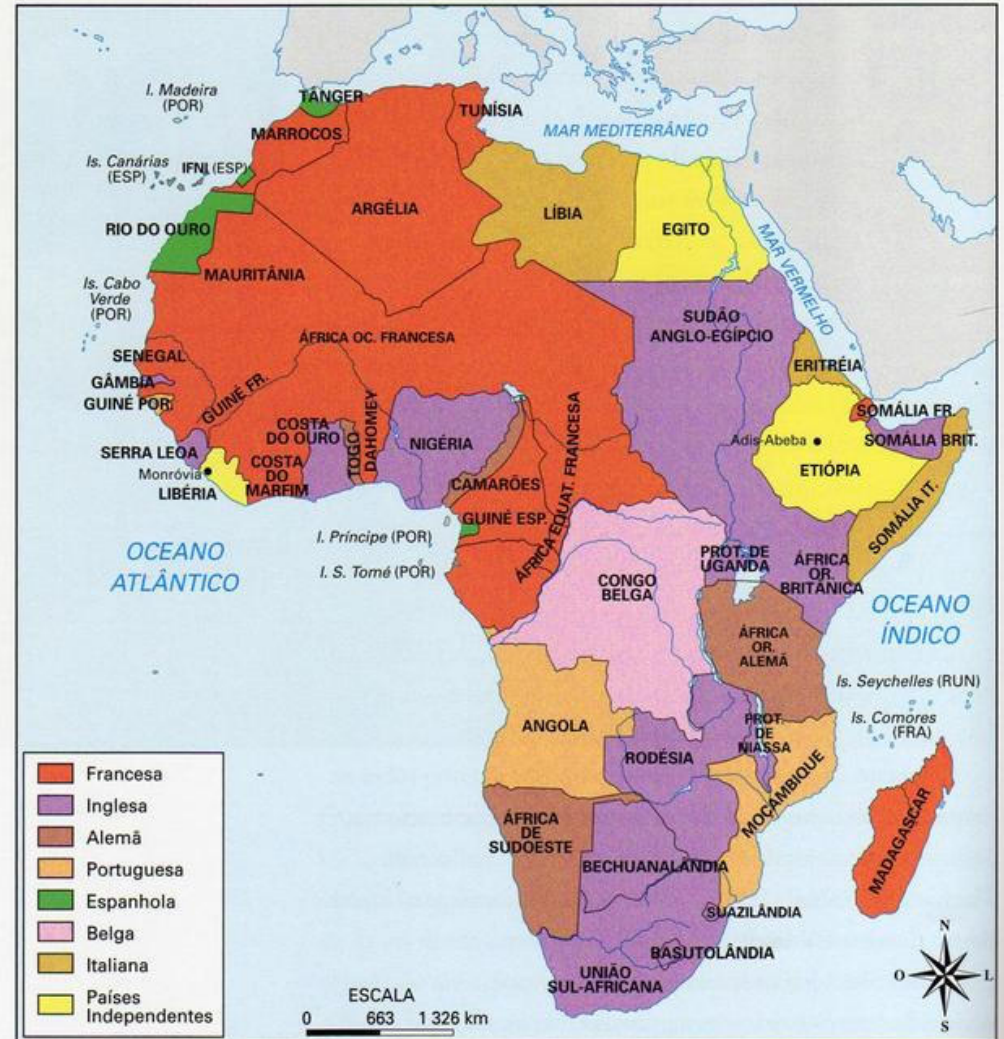 TÂNGER
I. Madeira
(POR)
TUNÍSIA
MARROCOS
MAR MEDITERRÂNEO
Is. Canárias
(ESP)
IFNI (ESP)
ARGÉLIA
LÍBIA
EGITO
RIO DO OURO
MAR VERMELHO
MAURITÂNIA
Is. Cabo
Verde
(POR)
SUDÃO
ANGLO-EGÍPCIO
ÁFRICA OC. FRANCESA
SENEGAL
ERITRÉIA
GÂMBIA
GUINÉ FR.
GUINÉ POR.
SOMÁLIA FR.
COSTA
DO OURO
TOGO
DAHOMEY
NIGÉRIA
ÁFRICA EQUAT. FRANCESA
Adis-Abeba
SOMÁLIA BRIT.
SERRA LEOA
COSTA
DO
MARFIM
ETIÓPIA
Monróvia
LIBÉRIA
CAMARÕES
SOMÁLIA IT.
GUINÉ ESP.
I. Príncipe (POR)
OCEANO
ATLÂNTICO
PROT. DE
UGANDA
ÁFRICA
OR.
BRITÂNICA
I. S. Tomé (POR)
CONGO
BELGA
OCEANO
ÍNDICO
ÁFRICA
OR.
ALEMÃ
Is. Seychelles (RUN)
ANGOLA
PROT.
DE
NIASSA
Is. Comores
(FRA)
RODÉSIA
MOÇAMBIQUE
ÁFRICA
DE
SUDOESTE
MADAGASCAR
BECHUANALÂNDIA
SUAZILÂNDIA
BASUTOLÂNDIA
UNIÃO
SUL-AFRICANA
Francesa
Inglesa
Alemã
Portuguesa
Espanhola
Belga
Italiana
Países
Independentes
ESCALA
0 663 1 326 km
N
O L
S